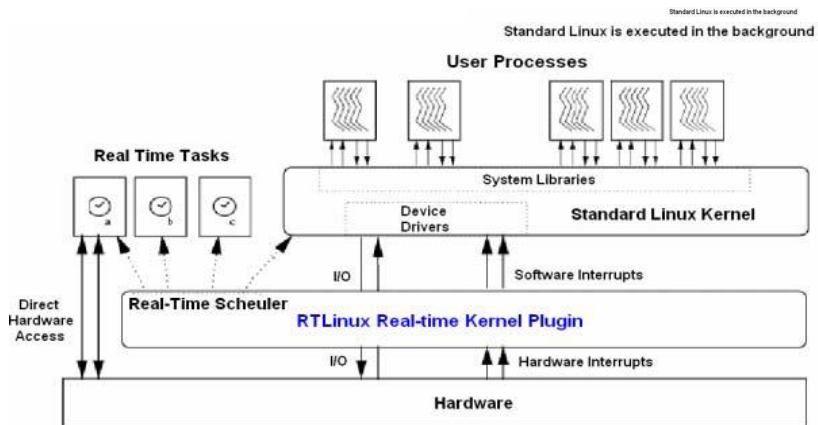 Standard Linux is executed in the background
Standard Linux is executed in the background
User Processes
Real Time Tasks
a
b
c
System Libraries
Device
Drivers
Standard Linux Kernel
I/O
Software Interrupts
Direct
Hardware
Access
Real-Time Scheuler
RTLinux Real-time Kernel Plugin
I/O
Hardware Interrupts
Hardware